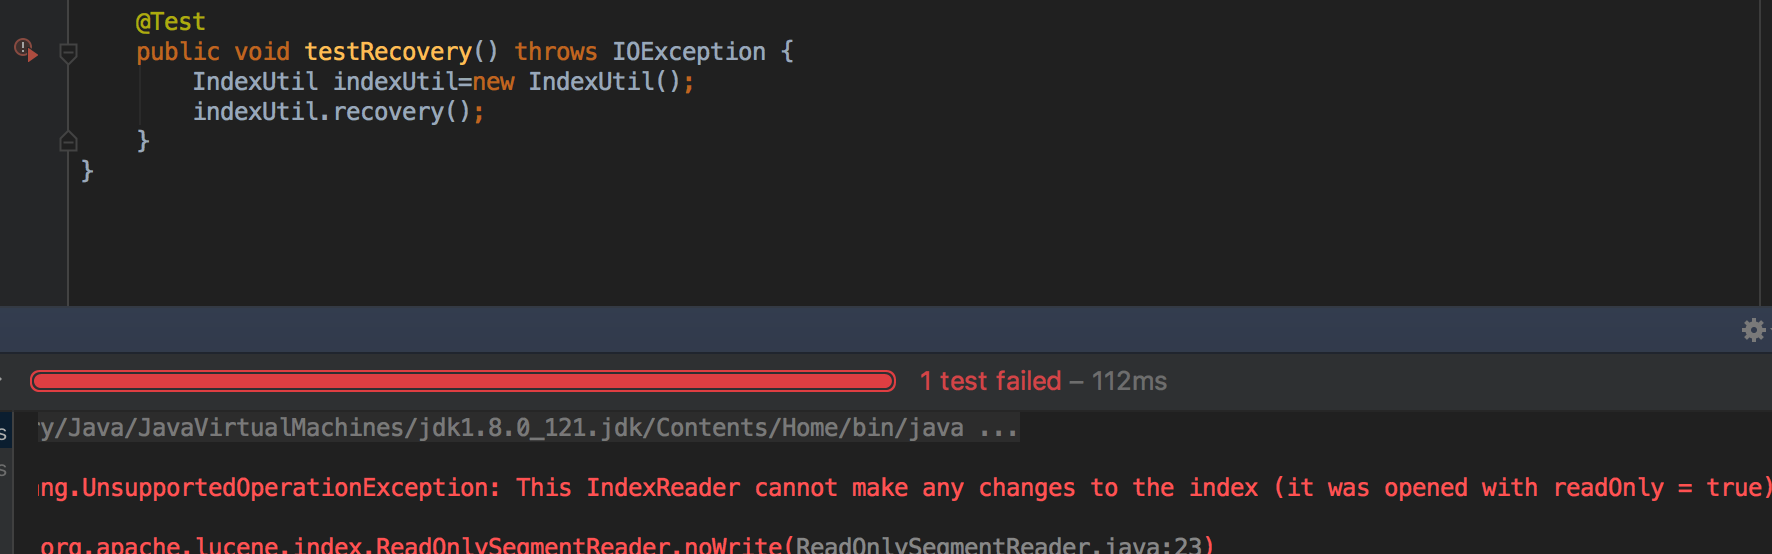 @Test
public void testRecovery() throws IOException {
IndexUtil indexUtil=new IndexUtil();
indexUtil.recovery();
}
}
1 test failed – 112ms
y/Java/JavaVirtualMachines/jdk1.8.0_121.jdk/Contents/Home/bin/java ...
s
s
ng.UnsupportedOperationException: This IndexReader cannot make any changes to the index (it was opened with readOnly = true)
org.apache.lucene.index.ReadOnlySegmentReader.noWrite(ReadOnlySegmentReader.java:23)